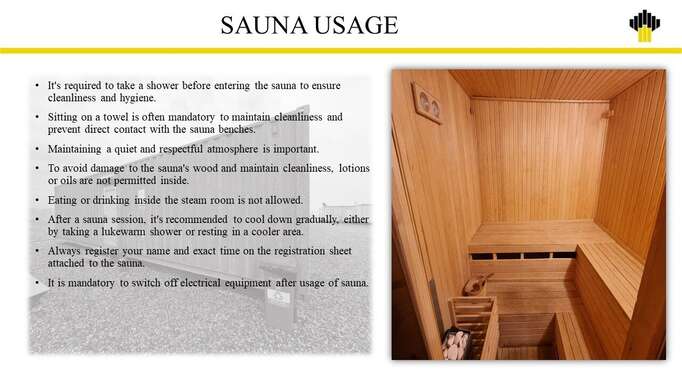 SAUNA USAGE
• It's required to take a shower before entering the sauna to ensure
cleanliness and hygiene.
• Sitting on a towel is often mandatory to maintain cleanliness and
prevent direct contact with the sauna benches.
• Maintaining a quiet and respectful atmosphere is important.
• To avoid damage to the sauna's wood and maintain cleanliness, lotions
or oils are not permitted inside.
• Eating or drinking inside the steam room is not allowed.
• After a sauna session, it's recommended to cool down gradually, either
by taking a lukewarm shower or resting in a cooler area.
• Always register your name and exact time on the registration sheet
attached to the sauna.
• It is mandatory to switch off electrical equipment after usage of sauna.